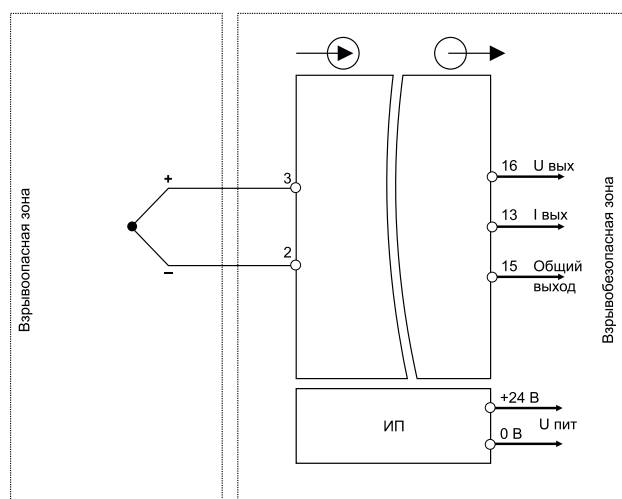 Взрывоопасная зона
+
−
3
2
16 U вых
13 I вых
15 Общий
выход
Взрывобезопасная зона
ИП
+24 В
U пит
0 В